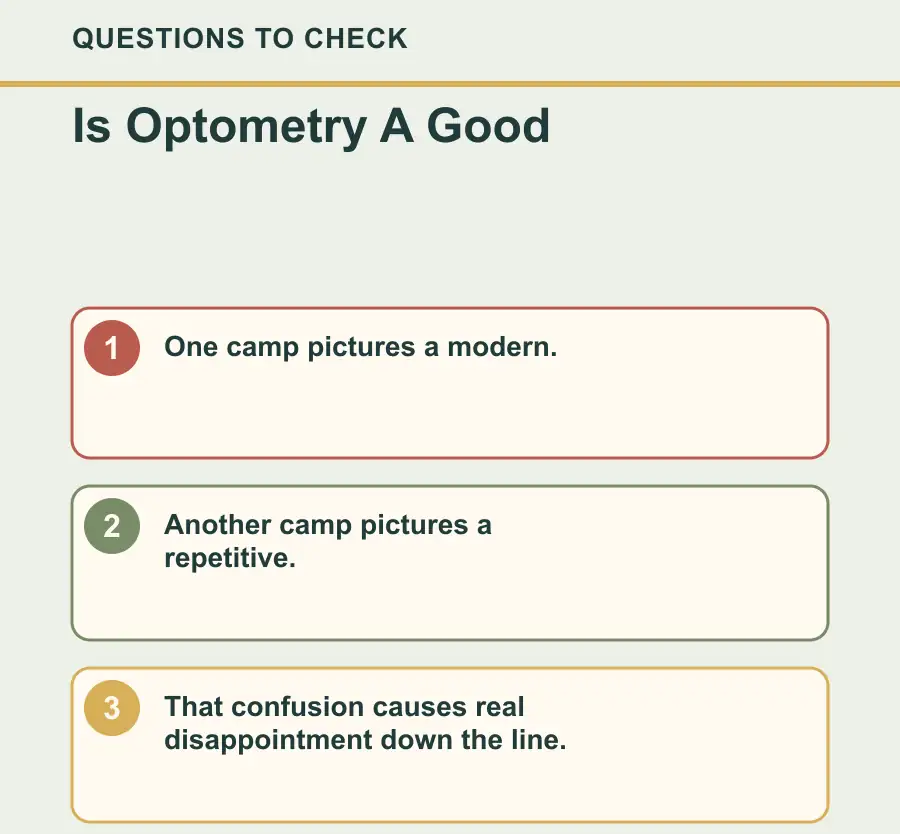 QUESTIONS TO CHECK
Is Optometry A Good
1
One camp pictures a modern.
2
Another camp pictures a
repetitive.
3
That confusion causes real
disappointment down the line.